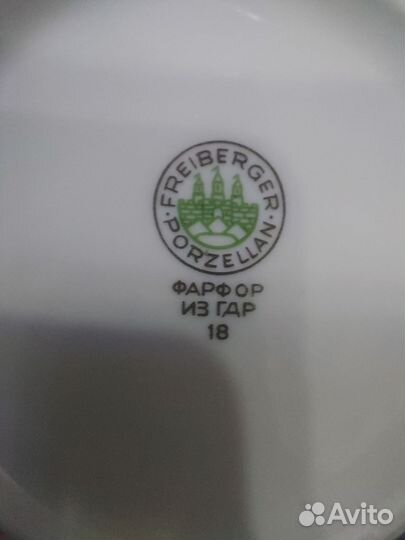 · FREIBERGER ·
PORZELLAN
ФАРФОР
ИЗ ГДР
18
Avito